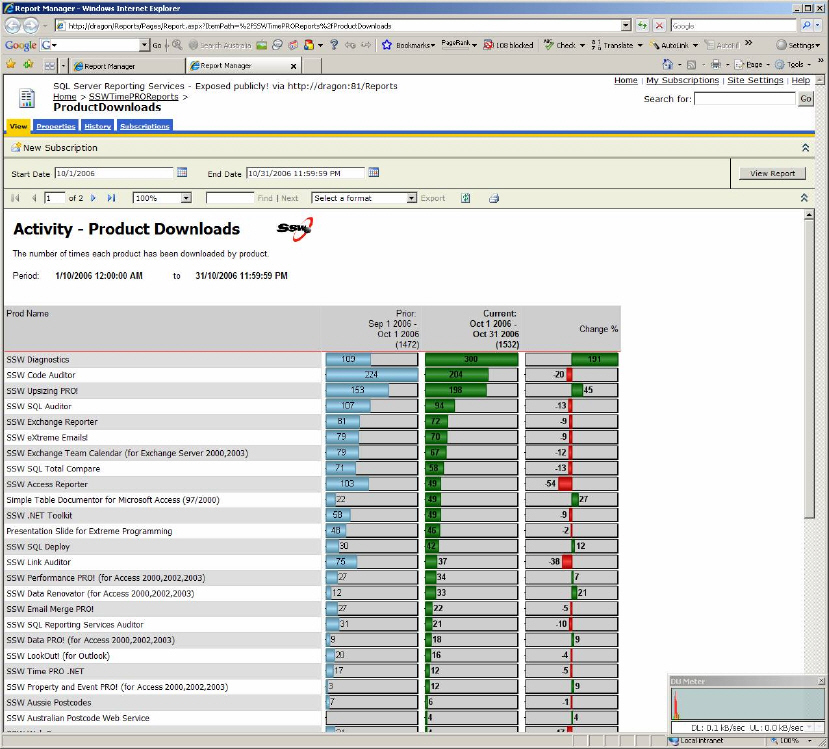 Report Manager - Windows Internet Explorer
http://dragon/Reports/Pages/Report.aspx?ItemPath=%2fSSWTimePROReports%2fProductDownloads
Google
Google G Go Search Australia Bookmarks PageRank 108 blocked Check Translate AutoLink AutoFill Settings
Report Manager Report Manager x Page Tools
SQL Server Reporting Services - Exposed publicly! via http://dragon:81/Reports
Home | My Subscriptions | Site Settings | Help
Home > SSWTimePROReports >
ProductDownloads
Search for: Go
View Properties History Subscriptions
New Subscription
Start Date 10/1/2006 End Date 10/31/2006 11:59:59 PM View Report
1 of 2 100% Find | Next Select a format Export
Activity - Product Downloads SSW
The number of times each product has been downloaded by product.
Period: 1/10/2006 12:00:00 AM to 31/10/2006 11:59:59 PM
Prod Name
Prior:
Sep 1 2006 -
Oct 1 2006
(1472)
Current:
Oct 1 2006 -
Oct 31 2006
(1532)
Change %
SSW Diagnostics 300 191
SSW Code Auditor 224 204 -20
SSW Upsizing PRO! 153 198 45
SSW SQL Auditor 107 94 -13
SSW Exchange Reporter 81 72 -9
SSW eXtreme Emails! 79 70 -9
SSW Exchange Team Calendar (for Exchange Server 2000,2003) 79 67 -12
SSW SQL Total Compare 71 58 -13
SSW Access Reporter 103 49 -54
Simple Table Documentor for Microsoft Access (97/2000) 22 49 27
SSW .NET Toolkit 58 49 -9
Presentation Slide for Extreme Programming 48 46 -2
SSW SQL Deploy 30 42 12
SSW Link Auditor 75 37 -38
SSW Performance PRO! (for Access 2000,2002,2003) 27 34 7
SSW Data Renovator (for Access 2000,2002,2003) 12 33 21
SSW Email Merge PRO! 27 22 -5
SSW SQL Reporting Services Auditor 31 21 -10
SSW Data PRO! (for Access 2000,2002,2003) 9 18 9
SSW LookOut! (for Outlook) 20 16 -4
SSW Time PRO .NET 17 12 -5
SSW Property and Event PRO! (for Access 2000,2002,2003) 3 12 9
SSW Aussie Postcodes 7 6 -1
SSW Australian Postcode Web Service 4 4
DU Meter
DL: 0.1 kB/sec UL: 0.0 kB/sec
Local intranet 100%